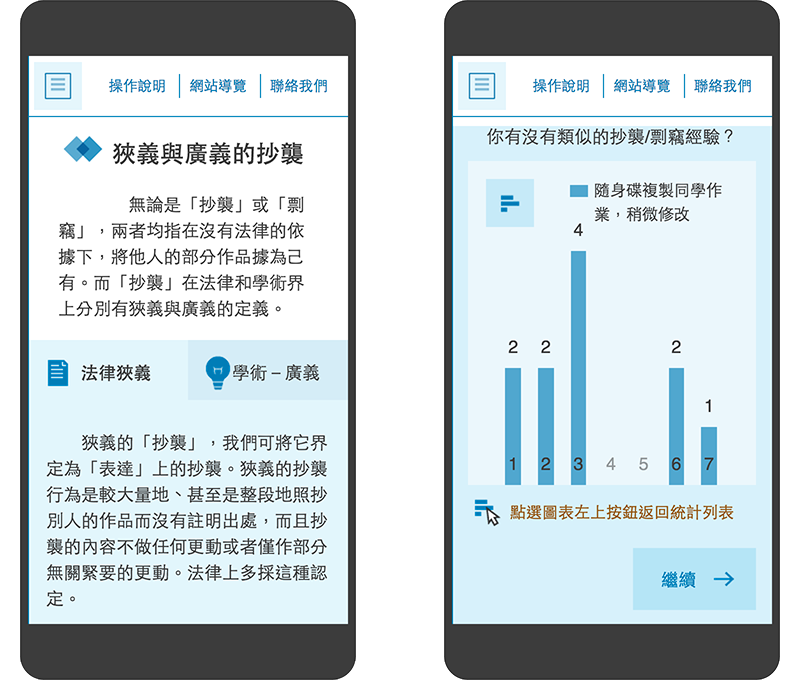 操作說明 網站導覽 聯絡我們
狹義與廣義的抄襲
無論是「抄襲」或「剽
竊」，兩者均指在沒有法律的依
據下，將他人的部分作品據為己
有。而「抄襲」在法律和學術界
上分別有狹義與廣義的定義。
法律狹義 學術 – 廣義
狹義的「抄襲」，我們可將它界
定為「表達」上的抄襲。狹義的抄襲
行為是較大量地、甚至是整段地照抄
別人的作品而沒有註明出處，而且抄
襲的內容不做任何更動或者僅作部分
無關緊要的更動。法律上多採這種認
定。
操作說明 網站導覽 聯絡我們
你有沒有類似的抄襲/剽竊經驗？
隨身碟複製同學作
業，稍微修改
4
2 2 2
1
1 2 3 4 5 6 7
點選圖表左上按鈕返回統計列表
繼續